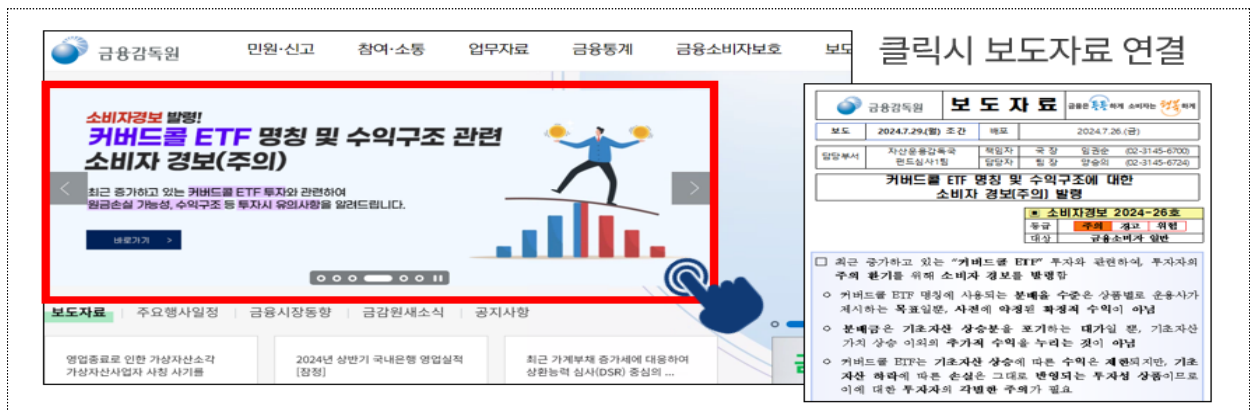 금융감독원
민원·신고 참여·소통 업무자료 금융통계 금융소비자보호 보도
클릭시 보도자료 연결
소비자경보 발령!
커버드콜 ETF 명칭 및 수익구조 관련
소비자 경보(주의)
최근 증가하고 있는 커버드콜 ETF 투자와 관련하여
원금손실 가능성, 수익구조 등 투자시 유의사항을 알려드립니다.
바로가기 >
보도자료 주요행사일정 금융시장동향 금감원새소식 공지사항
영업종료로 인한 가상자산소각
가상자산사업자 사칭 사기를
2024년 상반기 국내은행 영업실적
[잠정]
최근 가계부채 증가세에 대응하여
상환능력 심사(DSR) 중심의 ...
금융감독원 보 도 자 료 금융은 튼튼하게 소비자는 행복하게
보도 2024.7.29.(월) 조간 배포 2024.7.26.(금)
담당부서 자산운용감독국 책임자 국 장 임권순 (02-3145-6700)
펀드심사1팀 담당자 팀 장 양승의 (02-3145-6724)
커버드콜 ETF 명칭 및 수익구조에 대한
소비자 경보(주의) 발령
▣ 소비자경보 2024-26호
등급 주의 경고 위험
대상 금융소비자 일반
□ 최근 증가하고 있는 “커버드콜 ETF” 투자와 관련하여, 투자자의
주의 환기를 위해 소비자 경보를 발령함
○ 커버드콜 ETF 명칭에 사용되는 분배율 수준은 상품별로 운용사가
제시하는 목표일뿐, 사전에 약정된 확정적 수익이 아님
○ 분배금은 기초자산 상승분을 포기하는 대가일 뿐, 기초자산
가치 상승 이외의 추가적 수익을 누리는 것이 아님
○ 커버드콜 ETF는 기초자산 상승에 따른 수익은 제한되지만, 기초
자산 하락에 따른 손실은 그대로 반영되는 투자성 상품이므로
이에 대한 투자자의 각별한 주의가 필요